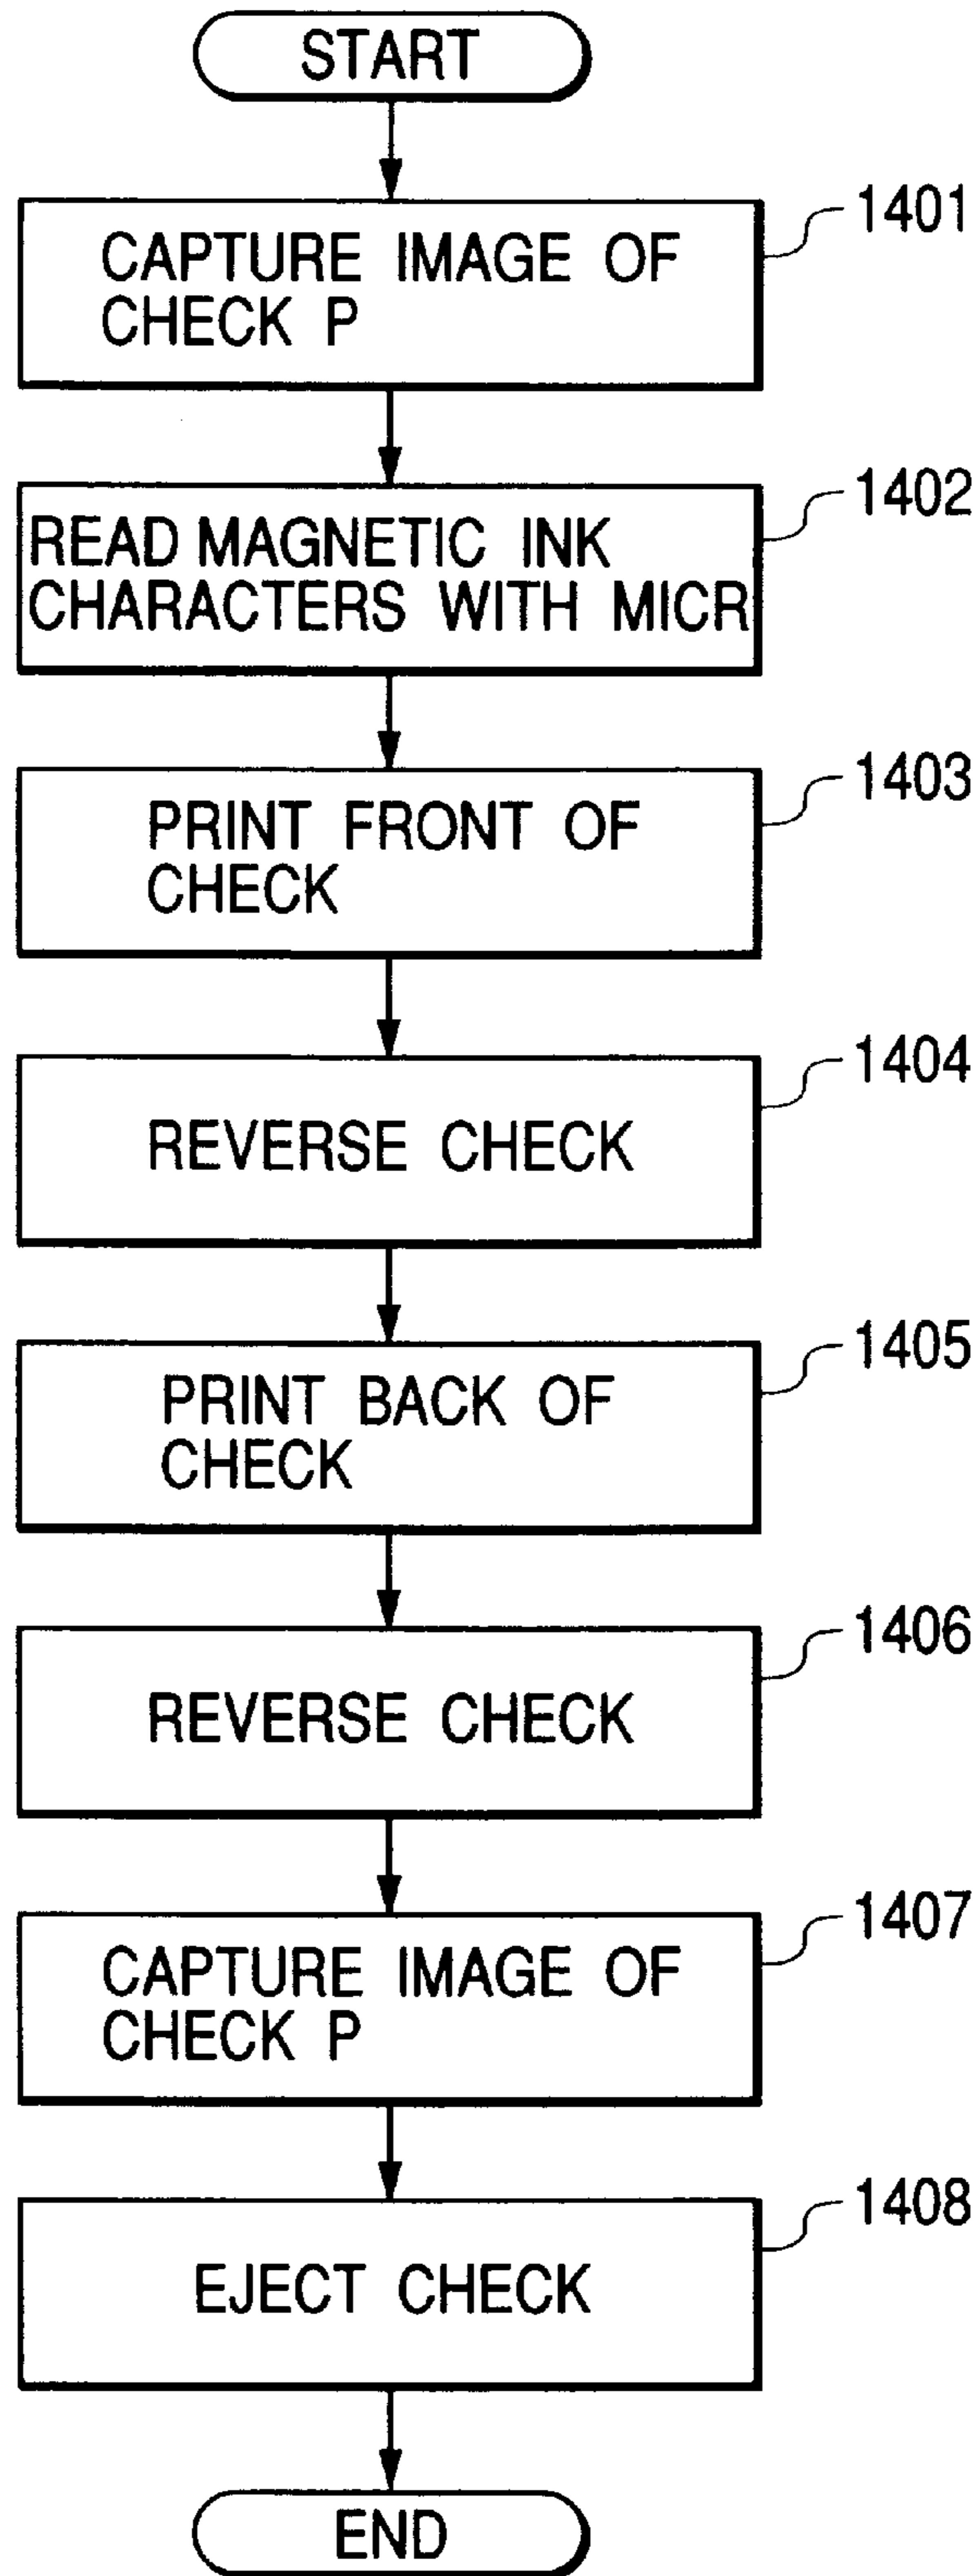 START
1401
CAPTURE IMAGE OF
CHECK P
1402
READ MAGNETIC INK
CHARACTERS WITH MICR
1403
PRINT FRONT OF
CHECK
1404
REVERSE CHECK
1405
PRINT BACK OF
CHECK
1406
REVERSE CHECK
1407
CAPTURE IMAGE OF
CHECK P
1408
EJECT CHECK
END